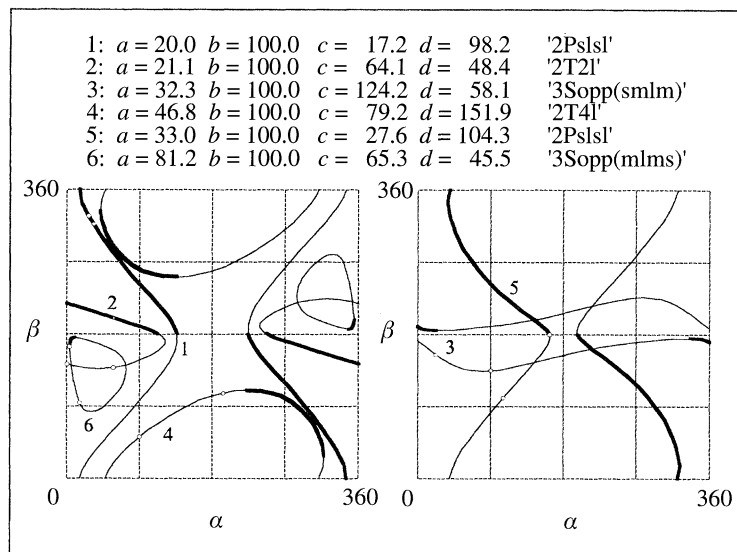 1: a = 20.0 b = 100.0 c = 17.2 d = 98.2 '2Pslsl'
2: a = 21.1 b = 100.0 c = 64.1 d = 48.4 '2T2l'
3: a = 32.3 b = 100.0 c = 124.2 d = 58.1 '3Sopp(smlm)'
4: a = 46.8 b = 100.0 c = 79.2 d = 151.9 '2T4l'
5: a = 33.0 b = 100.0 c = 27.6 d = 104.3 '2Pslsl'
6: a = 81.2 b = 100.0 c = 65.3 d = 45.5 '3Sopp(mlms)'
360
β
2
1
6
4
0
360
α
360
β
5
3
0
360
α